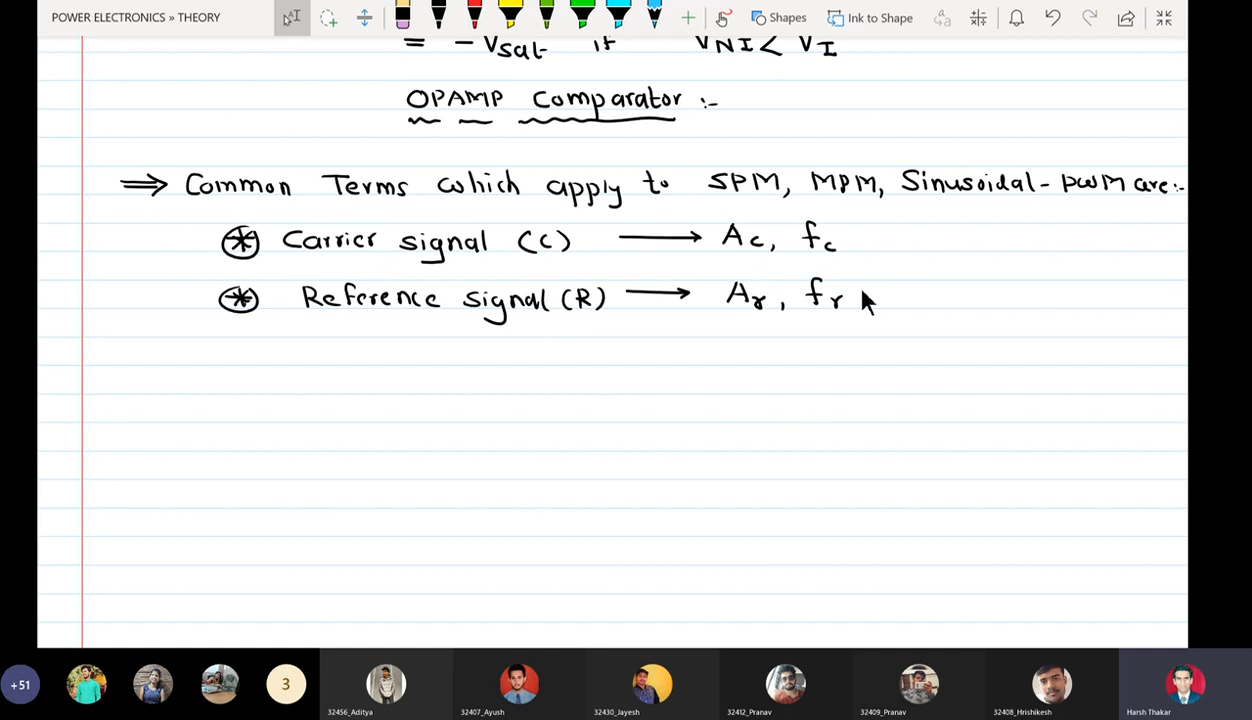 POWER ELECTRONICS » THEORY
Shapes
Ink to Shape
= - Vsat if VNI < VI
OPAMP Comparator :-
⇒ Common Terms which apply to SPM, MPM, Sinusoidal-PWM are:-
* Carrier signal (C) → Ac, fc
* Reference signal (R) → Ar, fr
+51
3
32456_Aditya
32407_Ayush
32430_Jayesh
32412_Pranav
32409_Pranav
32408_Hrishikesh
Harsh Thakar